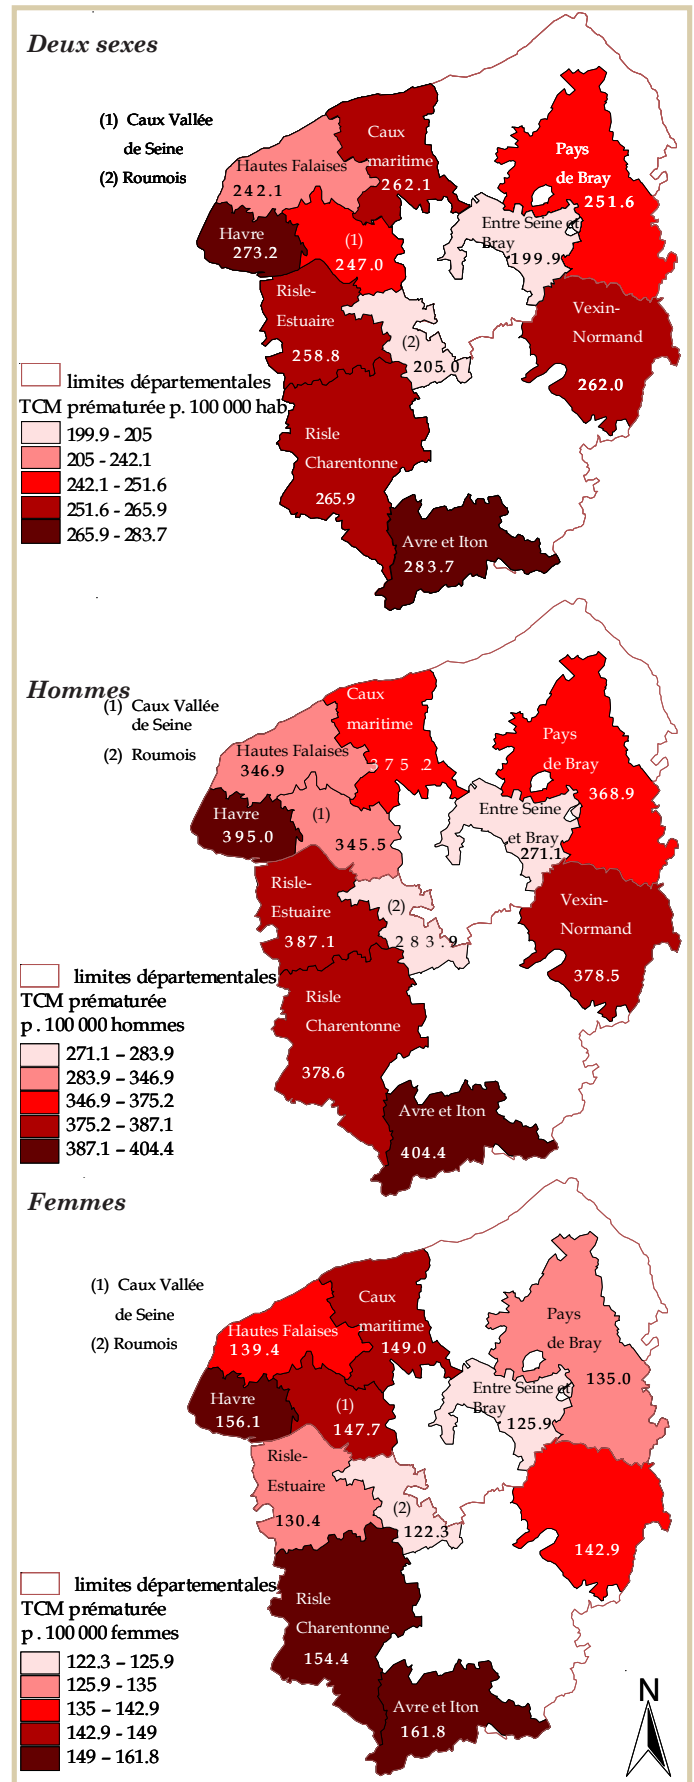 Deux sexes
(1) Caux Vallée
de Seine
(2) Roumois
Caux
maritime
262.1
Hautes Falaises
242.1
Pays
de Bray
251.6
Havre
273.2
(1)
247.0
Entre Seine et
Bray
199.9
Risle-
Estuaire
258.8
(2)
205.0
Vexin-
Normand
262.0
limites départementales
TCM prématurée p. 100 000 hab
199.9 - 205
205 - 242.1
242.1 - 251.6
251.6 - 265.9
265.9 - 283.7
Risle
Charentonne
265.9
Avre et Iton
283.7
Hommes
(1) Caux Vallée
de Seine
(2) Roumois
Caux
maritime
375.2
Hautes Falaises
346.9
Pays
de Bray
368.9
Havre
395.0
(1)
345.5
Entre Seine
et Bray
271.1
Risle-
Estuaire
387.1
(2)
283.9
Vexin-
Normand
378.5
limites départementales
TCM prématurée
p . 100 000 hommes
271.1 – 283.9
283.9 – 346.9
346.9 – 375.2
375.2 – 387.1
387.1 – 404.4
Risle
Charentonne
378.6
Avre et Iton
404.4
Femmes
(1) Caux Vallée
de Seine
(2) Roumois
Caux
maritime
149.0
Hautes Falaises
139.4
Pays
de Bray
135.0
Havre
156.1
(1)
147.7
Entre Seine et
Bray
125.9
Risle-
Estuaire
130.4
(2)
122.3
142.9
limites départementales
TCM prématurée
p . 100 000 femmes
122.3 – 125.9
125.9 - 135
135 – 142.9
142.9 - 149
149 – 161.8
Risle
Charentonne
154.4
Avre et Iton
161.8
N